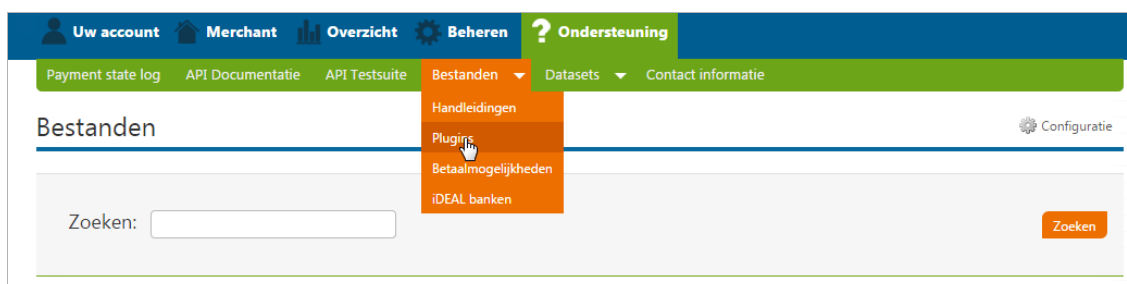 Uw account Merchant Overzicht Beheren ? Ondersteuning
Payment state log API Documentatie API Testsuite Bestanden Datasets Contact informatie
Handleidingen
Bestanden Configuratie
Plugins
Betaalmogelijkheden
iDEAL banken
Zoeken: Zoeken